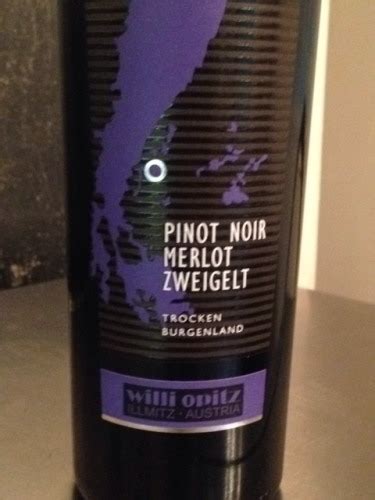 PINOT NOIR
MERLOT
ZWEIGELT
TROCKEN
BURGENLAND
willi opitz
ILLMITZ - AUSTRIA